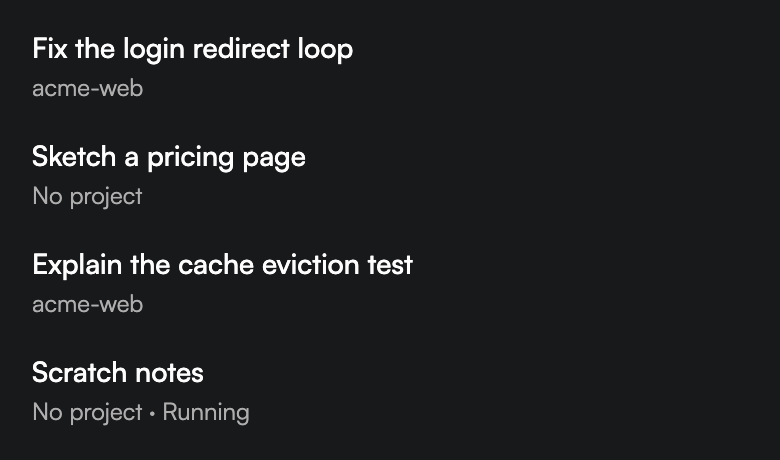 Fix the login redirect loop
acme-web
Sketch a pricing page
No project
Explain the cache eviction test
acme-web
Scratch notes
No project · Running